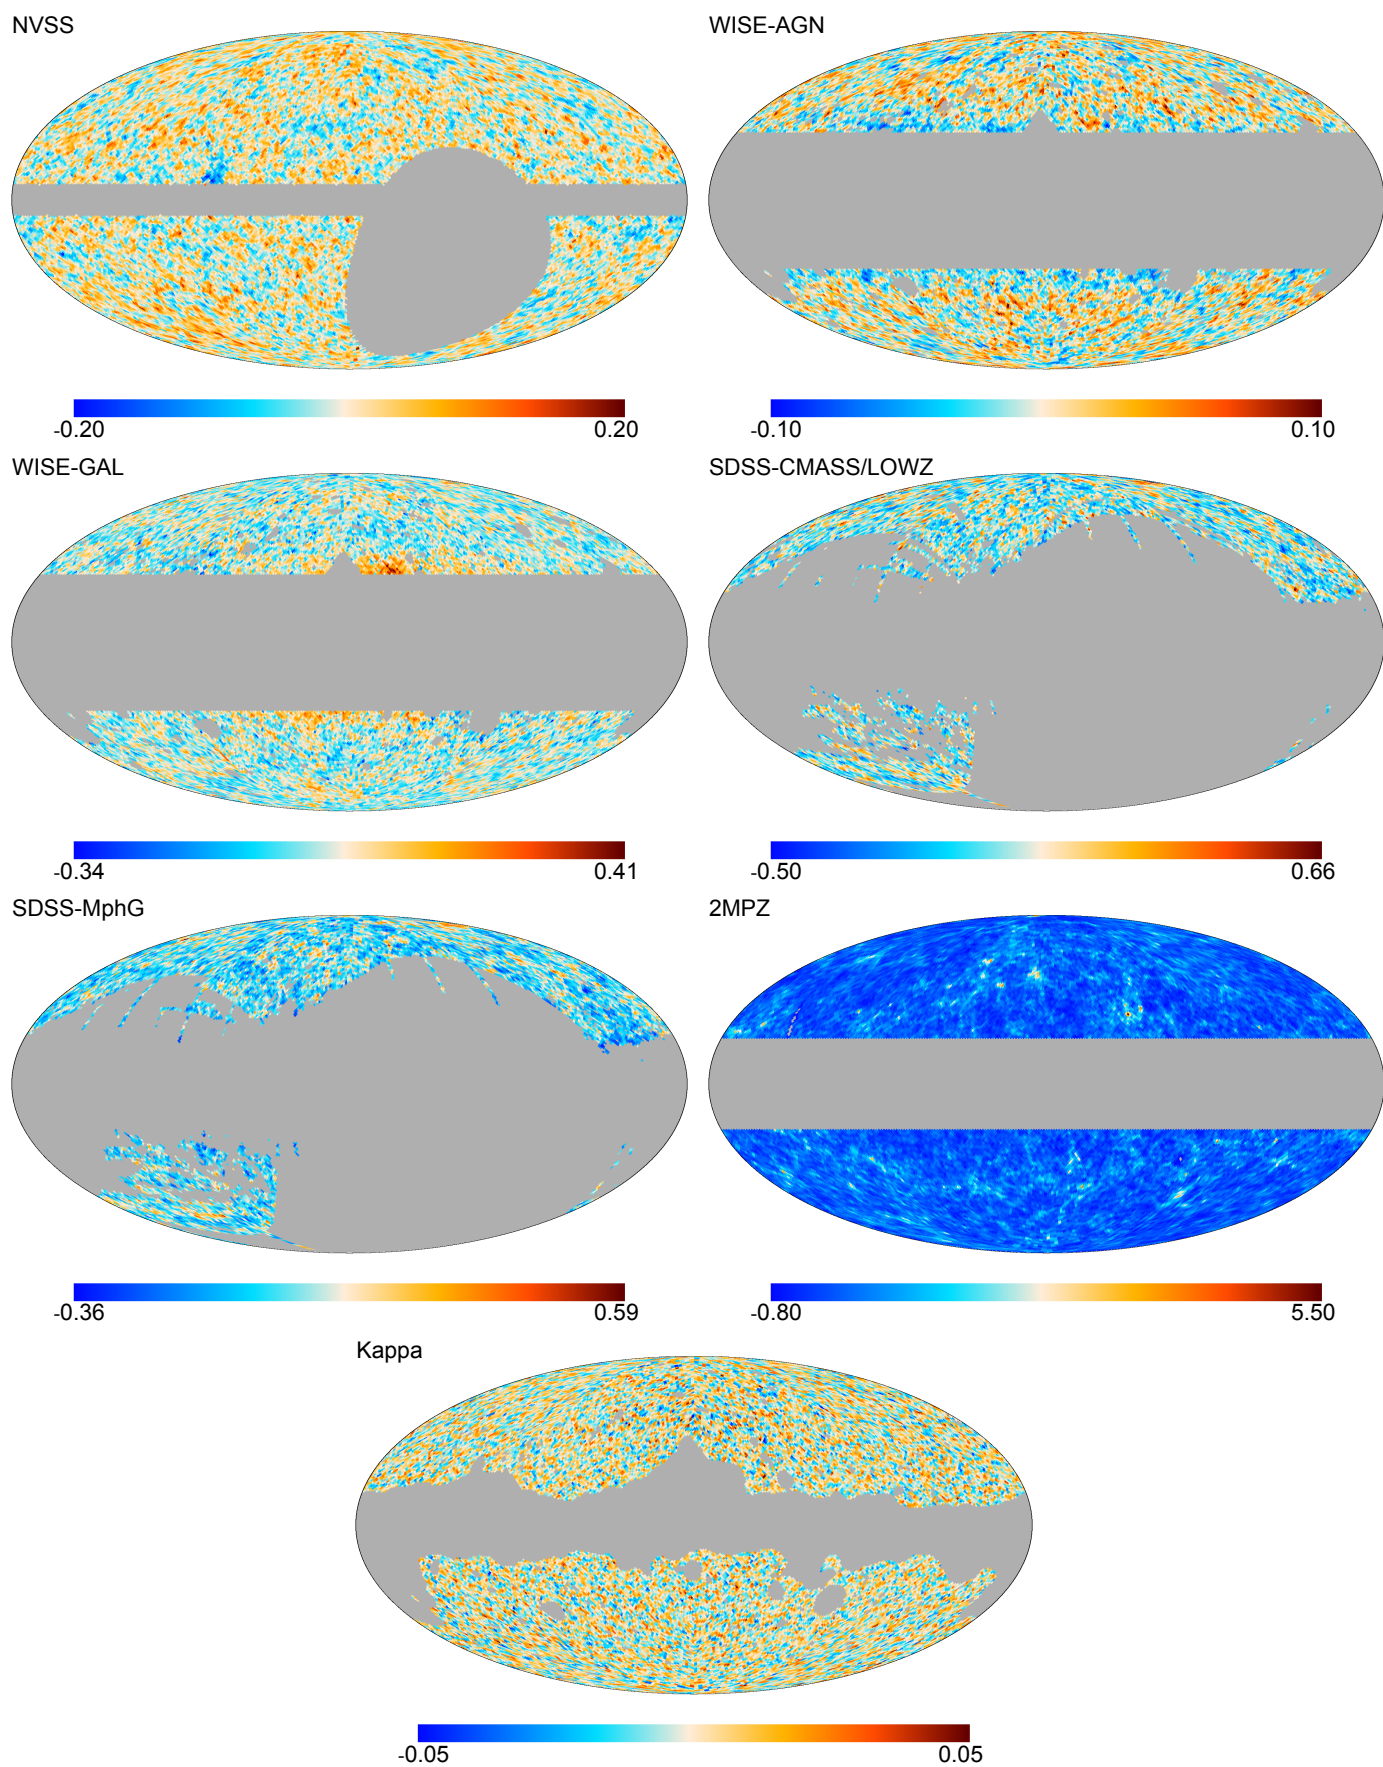 NVSS
WISE-AGN
-0.20 0.20
-0.10 0.10
WISE-GAL
SDSS-CMASS/LOWZ
-0.34 0.41
-0.50 0.66
SDSS-MphG
2MPZ
-0.36 0.59
-0.80 5.50
Kappa
-0.05 0.05